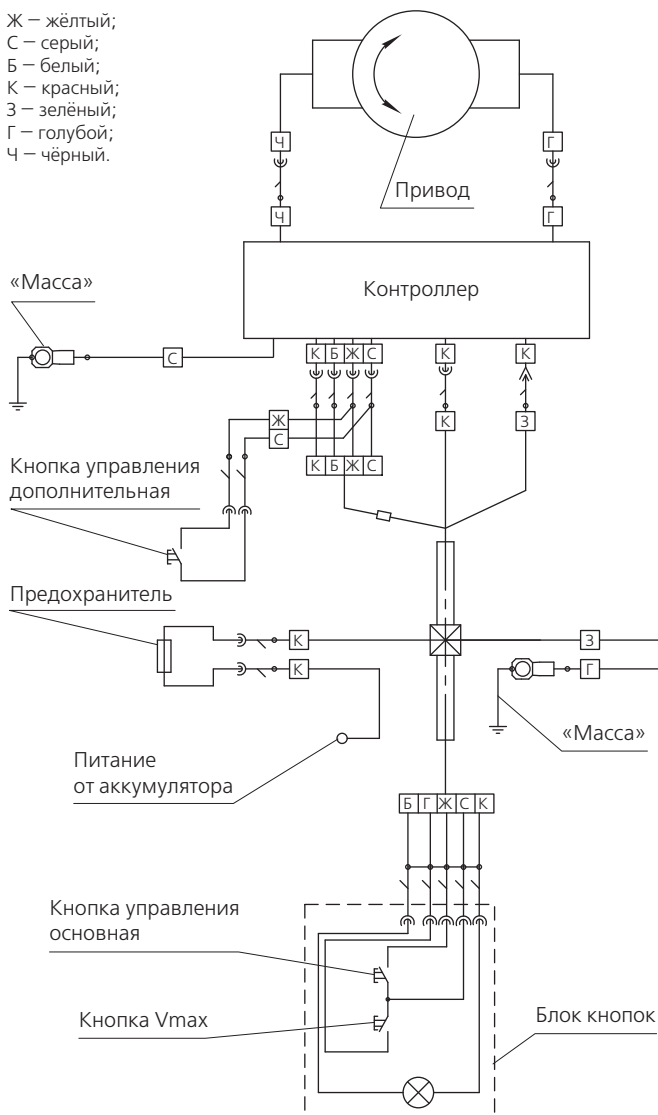 Ж – жёлтый;
С – серый;
Б – белый;
К – красный;
З – зелёный;
Г – голубой;
Ч – чёрный.
Ч
Г
Привод
Ч
Г
«Масса»
Контроллер
С
К Б Ж С
К
К
Ж
С
К
З
К Б Ж С
Кнопка управления
дополнительная
Предохранитель
К
З
К
Г
«Масса»
Питание
от аккумулятора
Б Г Ж С К
Кнопка управления
основная
Кнопка Vmax
Блок кнопок